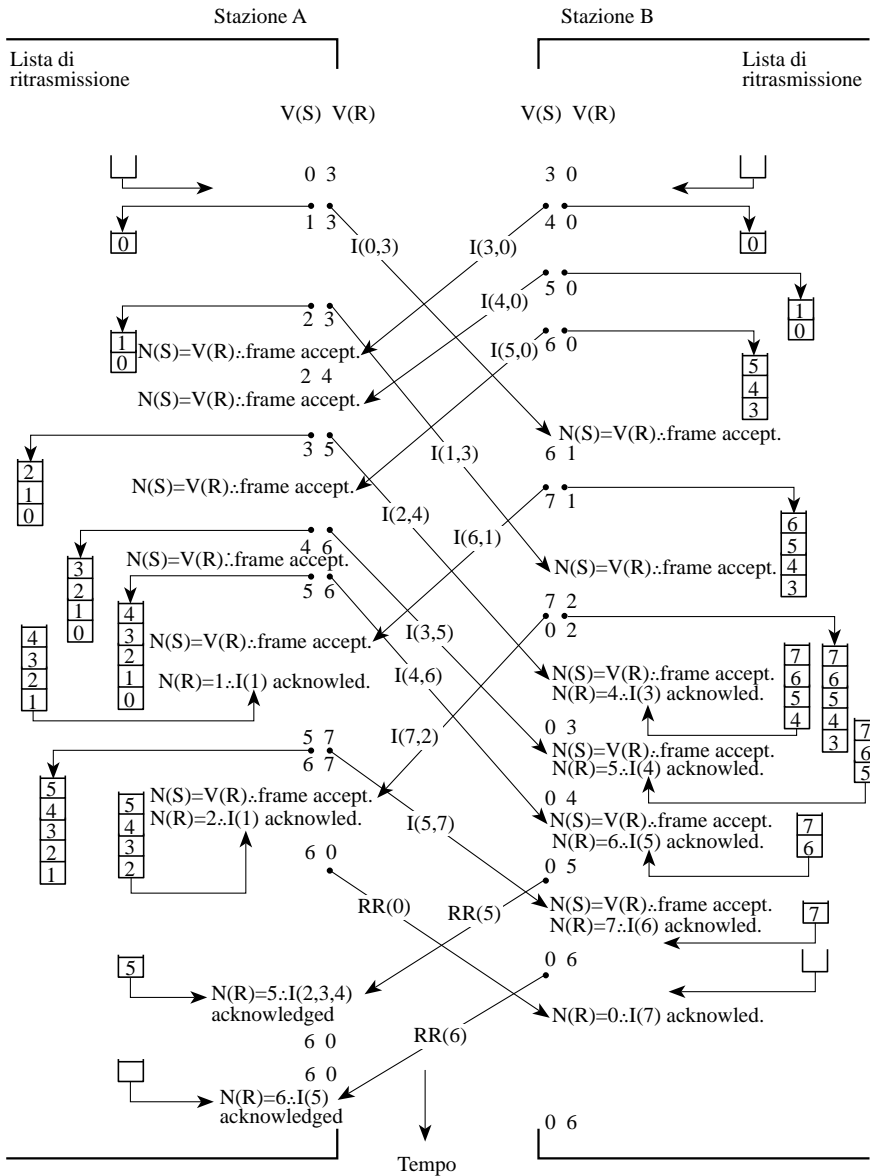 Stazione A Stazione B
Lista di
ritrasmissione
Lista di
ritrasmissione
V(S) V(R) V(S) V(R)
0 3 3 0
1 3 4 0
0 0
I(0,3) I(3,0)
5 0
I(4,0)
2 3
1
0
1
0
6 0
N(S)=V(R)∴frame accept.
I(5,0)
5
4
3
2 4
N(S)=V(R)∴frame accept.
N(S)=V(R)∴frame accept.
3 5 6 1
I(1,3)
2
1
0
N(S)=V(R)∴frame accept.
7 1
I(2,4)
6
5
4
3
I(6,1)
4 6
N(S)=V(R)∴frame accept.
3
2
1
0
N(S)=V(R)∴frame accept.
5 6
7 2
0 2
4
3
2
1
0
I(3,5)
4
3
2
1
N(S)=V(R)∴frame accept.
N(R)=1∴I(1) acknowled.
I(4,6)
N(S)=V(R)∴frame accept.
N(R)=4∴I(3) acknowled.
7
6
5
4
7
6
5
4
3
I(7,2)
0 3
5 7
6 7
N(S)=V(R)∴frame accept.
N(R)=5∴I(4) acknowled.
7
6
5
5
4
3
2
1
5
4
3
2
N(S)=V(R)∴frame accept.
N(R)=2∴I(1) acknowled.
0 4
I(5,7)
N(S)=V(R)∴frame accept.
N(R)=6∴I(5) acknowled.
7
6
6 0 0 5
RR(0) RR(5)
N(S)=V(R)∴frame accept.
N(R)=7∴I(6) acknowled.
7
0 6
5
N(R)=5∴I(2,3,4)
acknowledged
N(R)=0∴I(7) acknowled.
RR(6)
6 0
6 0
N(R)=6∴I(5)
acknowledged
0 6
Tempo